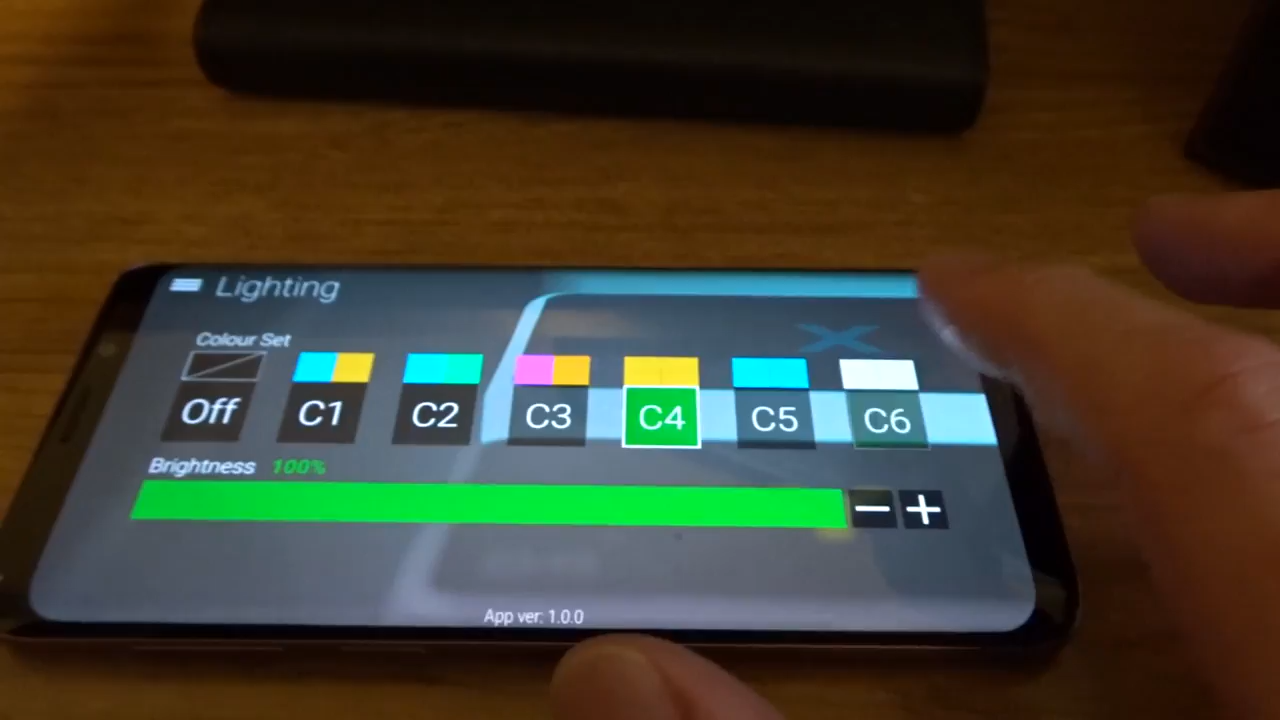 Lighting
Colour Set
Off C1 C2 C3 C4 C5 C6
Brightness 100%
App ver: 1.0.0